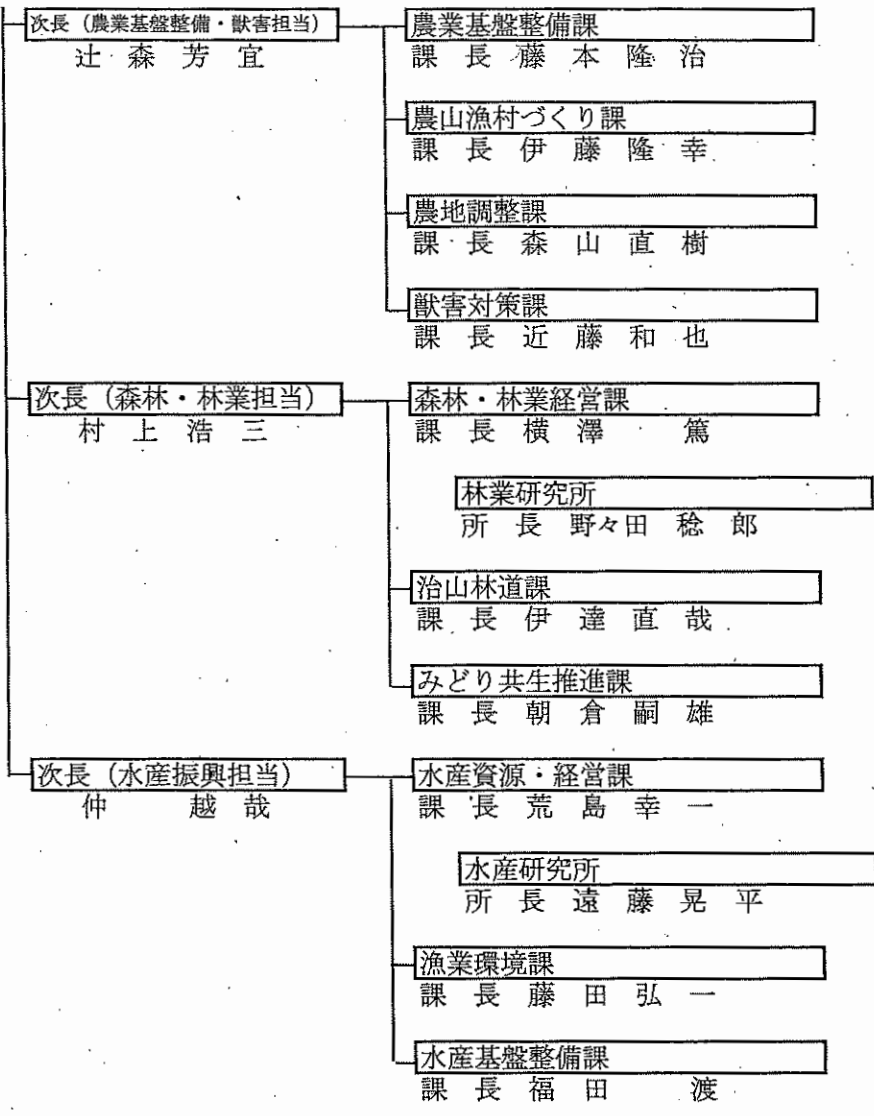 次長（農業基盤整備・獣害担当）
辻 森 芳 宜
農業基盤整備課
課 長 藤 本 隆 治
農山漁村づくり課
課 長 伊 藤 隆 幸
農地調整課
課 長 森 山 直 樹
獣害対策課
課 長 近 藤 和 也
次長（森林・林業担当）
村 上 浩 三
森林・林業経営課
課 長 横 澤 篤
林業研究所
所 長 野々田 稔 郎
治山林道課
課 長 伊 達 直 哉
みどり共生推進課
課 長 朝 倉 嗣 雄
次長（水産振興担当）
仲 越 哉
水産資源・経営課
課 長 荒 島 幸 一
水産研究所
所 長 遠 藤 晃 平
漁業環境課
課 長 藤 田 弘 一
水産基盤整備課
課 長 福 田 渡